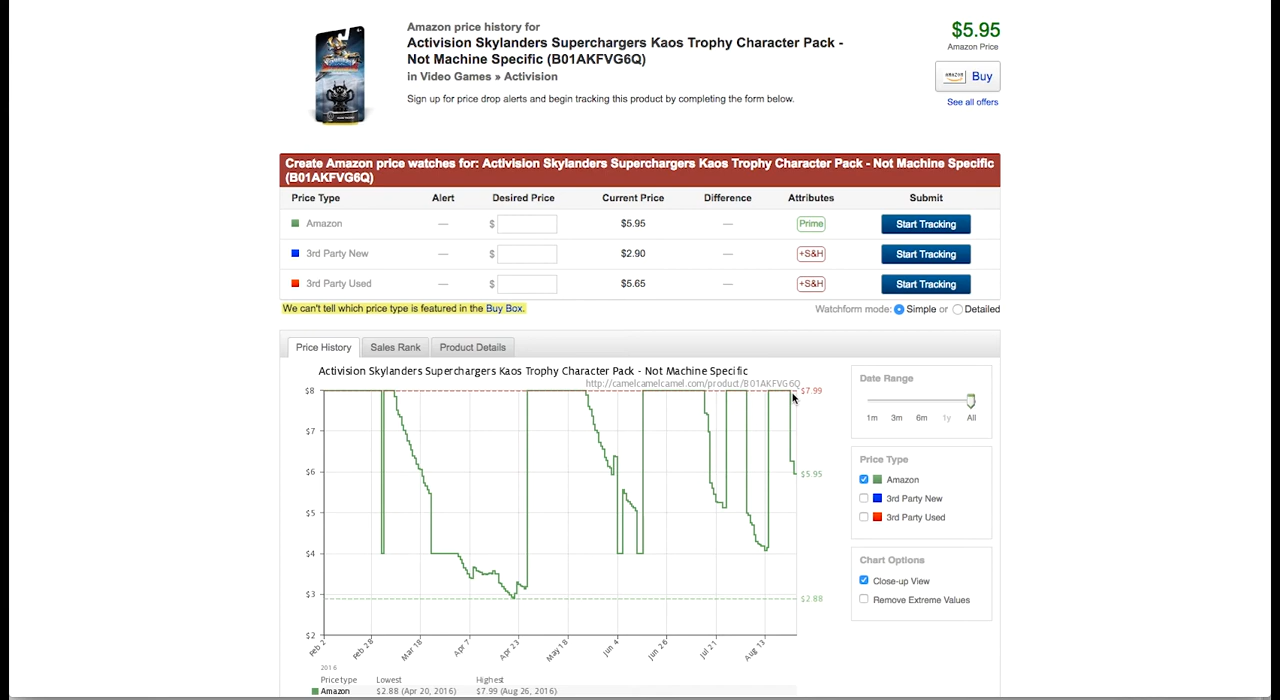 Amazon price history for
Activision Skylanders Superchargers Kaos Trophy Character Pack -
Not Machine Specific (B01AKFVG6Q)
in Video Games » Activision
Sign up for price drop alerts and begin tracking this product by completing the form below.
$5.95
Amazon Price
Buy
See all offers
Create Amazon price watches for: Activision Skylanders Superchargers Kaos Trophy Character Pack - Not Machine Specific
(B01AKFVG6Q)
Price Type Alert Desired Price Current Price Difference Attributes Submit
Amazon — $ $5.95 — Prime Start Tracking
3rd Party New — $ $2.90 — +S&H Start Tracking
3rd Party Used — $ $5.65 — +S&H Start Tracking
We can't tell which price type is featured in the Buy Box.
Watchform mode: Simple or Detailed
Price History Sales Rank Product Details
Activision Skylanders Superchargers Kaos Trophy Character Pack - Not Machine Specific
http://camelcamelcamel.com/product/B01AKFVG6Q
$8
$7
$6
$5
$4
$3
$2
$7.99
$5.95
$2.88
Feb 2
Feb 28
Mar 18
Apr 7
Apr 23
May 18
Jun 4
Jun 26
Jul 21
Aug 13
2016
Price type Lowest Highest
Amazon $2.88 (Apr 20, 2016) $7.99 (Aug 26, 2016)
Date Range
1m 3m 6m 1y All
Price Type
Amazon
3rd Party New
3rd Party Used
Chart Options
Close-up View
Remove Extreme Values